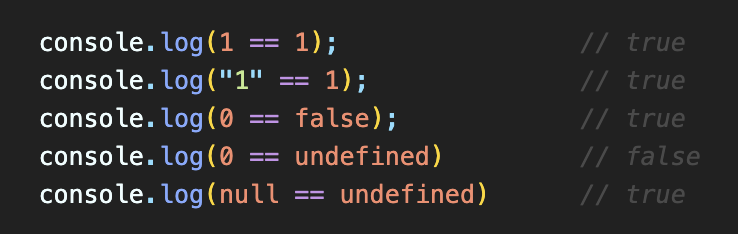 console.log(1 == 1);                // true
console.log("1" == 1);              // true
console.log(0 == false);            // true
console.log(0 == undefined)         // false
console.log(null == undefined)      // true